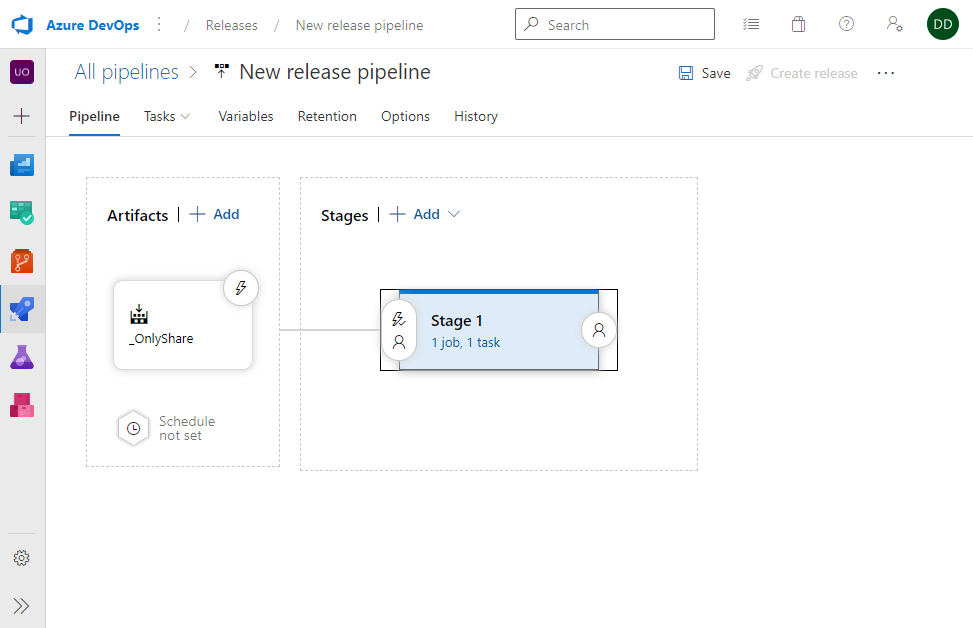 Azure DevOps / Releases / New release pipeline Search DD
UO All pipelines > New release pipeline Save Create release ...
Pipeline Tasks Variables Retention Options History
Artifacts | + Add
Stages | + Add
_OnlyShare
Stage 1
1 job, 1 task
Schedule
not set